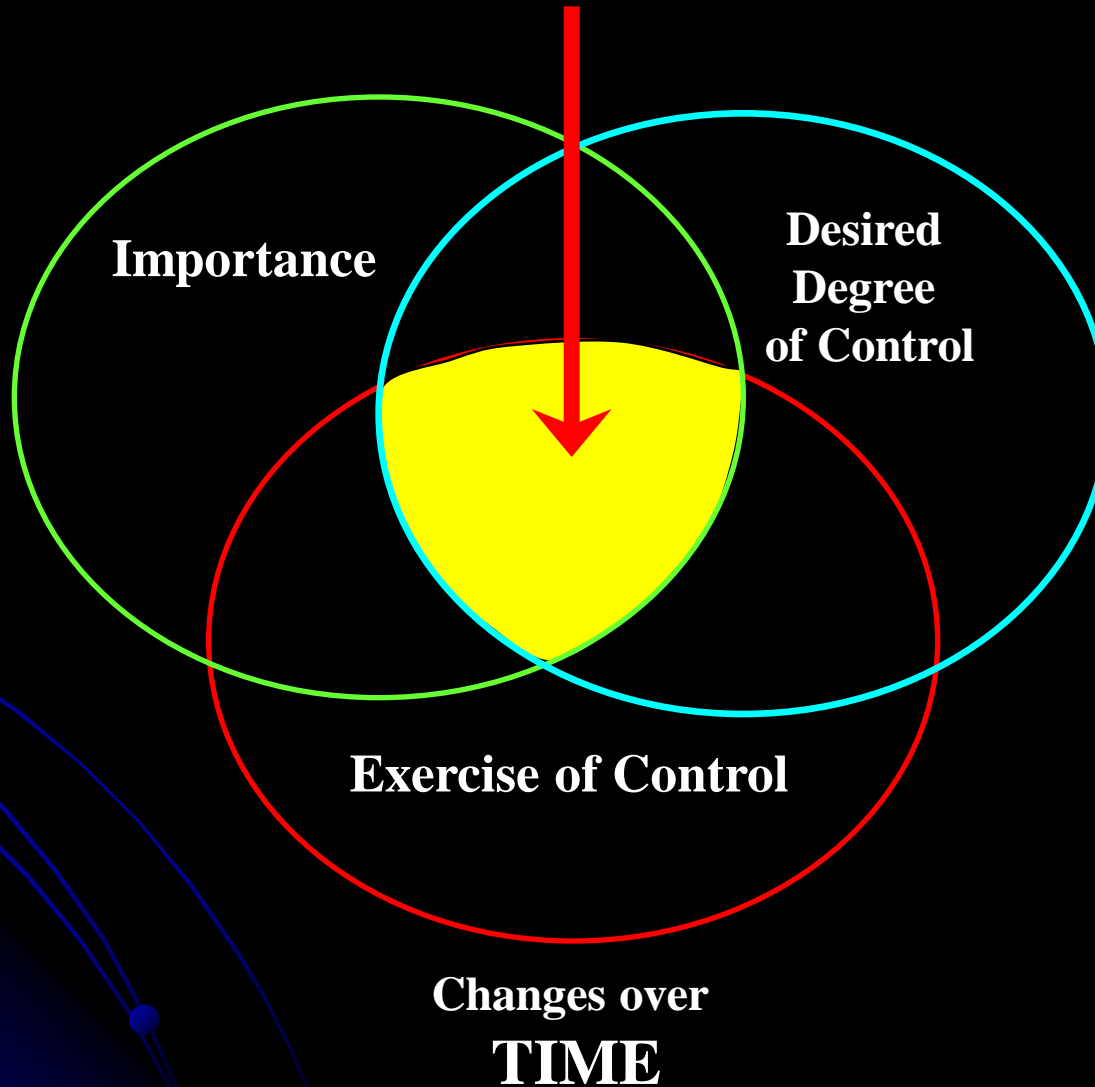 Importance
Desired
Degree
of Control
Exercise of Control
Changes over
TIME